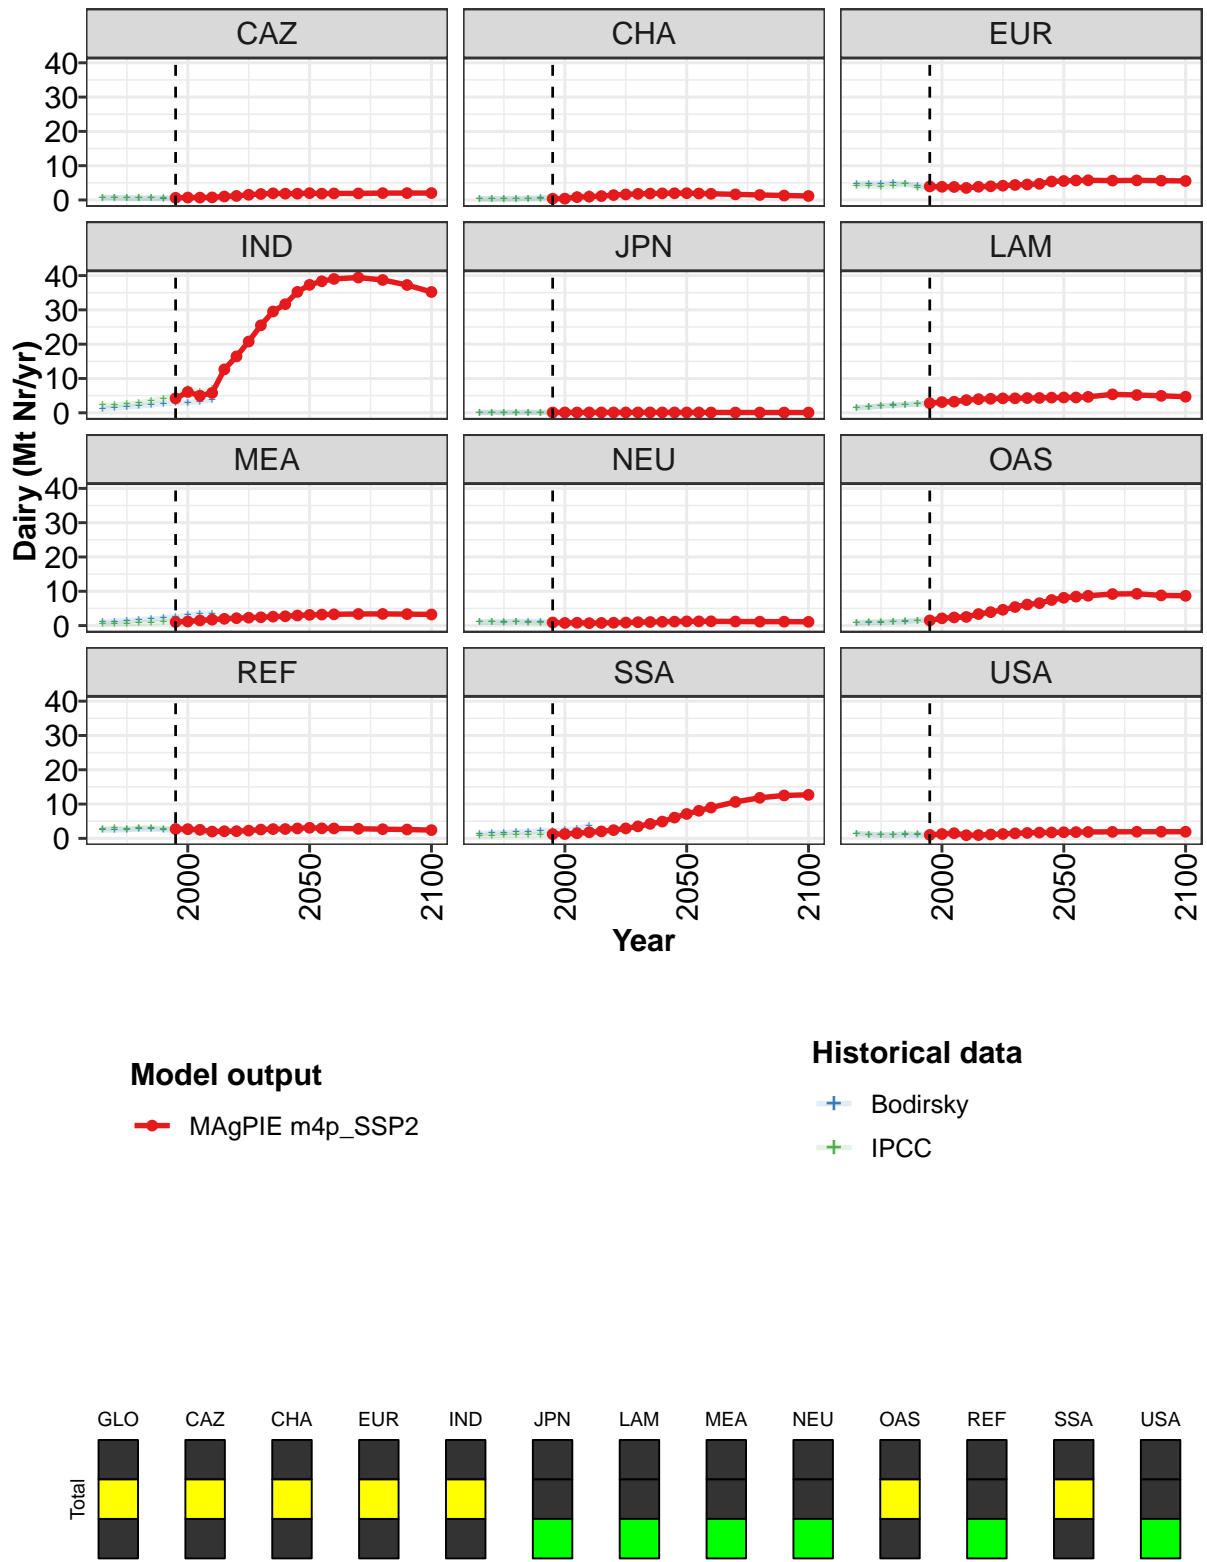 CAZ CHA EUR
40
30
20
10
0
IND JPN LAM
40
30
20
10
0
Dairy (Mt Nr/yr)
MEA NEU OAS
40
30
20
10
0
REF SSA USA
40
30
20
10
0
2000 2050 2100 2000 2050 2100 2000 2050 2100
Year
Model output
MAgPIE m4p_SSP2
Historical data
Bodirsky
IPCC
GLO CAZ CHA EUR IND JPN LAM MEA NEU OAS REF SSA USA
Total